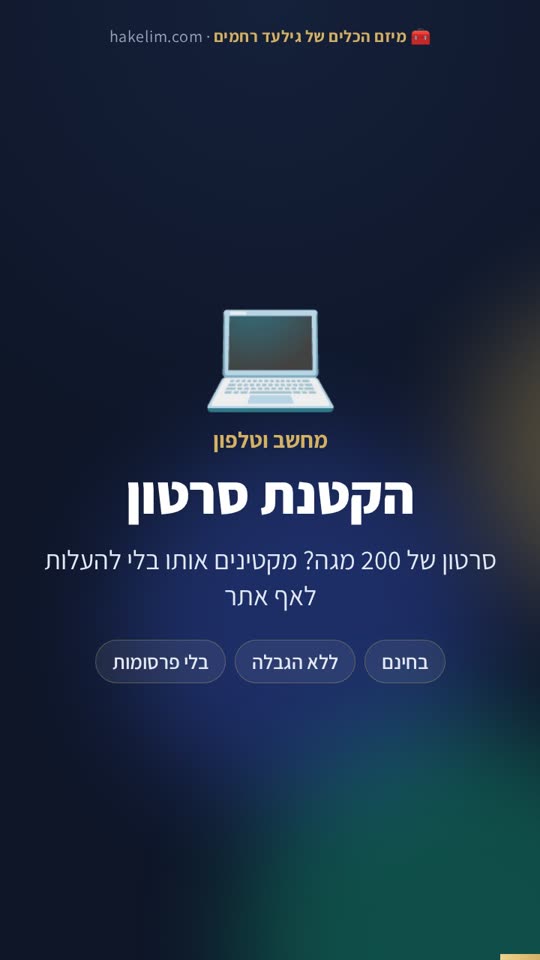 🧰 מיזם הכלים של גילעד רחמים · hakelim.com
מחשב וטלפון
הקטנת סרטון
סרטון של 200 מגה? מקטינים אותו בלי להעלות
לאף אתר
בחינם
ללא הגבלה
בלי פרסומות